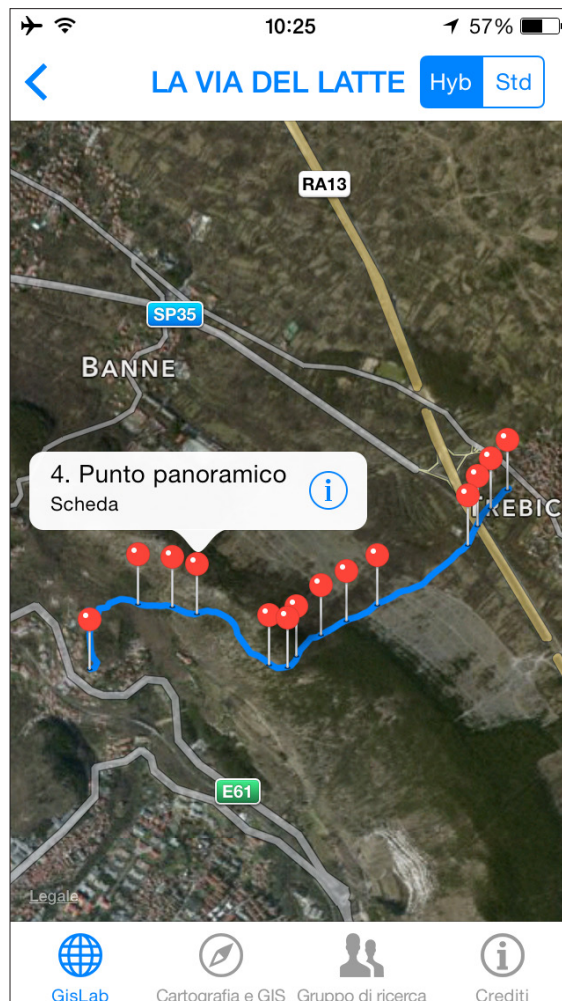 10:25
57%
LA VIA DEL LATTE
Hyb
Std
RA13
SP35
BANNE
4. Punto panoramico
Scheda
i
TREBIC
E61
Legale
GisLab
Cartografia e GIS
Gruppo di ricerca
Crediti